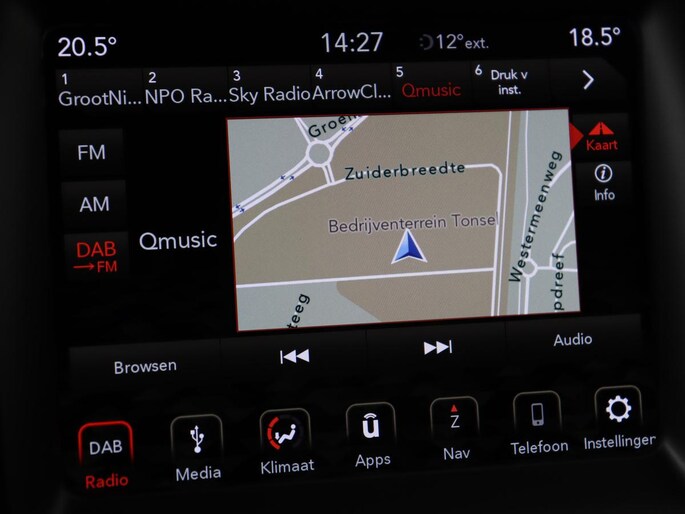 20.5°
14:27
12°ext.
18.5°
1
GrootNi...
2
NPO Ra...
3
Sky Radio
4
ArrowCl...
5
Qmusic
6
Druk v
inst.
FM
AM
DAB
→FM
Qmusic
Groen
Zuiderbreedte
Bedrijventerrein Tonsel
Westermeenweg
pdreef
teeg
Kaart
i
Info
Browsen
Audio
DAB
Radio
Media
Klimaat
ū
Apps
Z
Nav
Telefoon
Instellingen